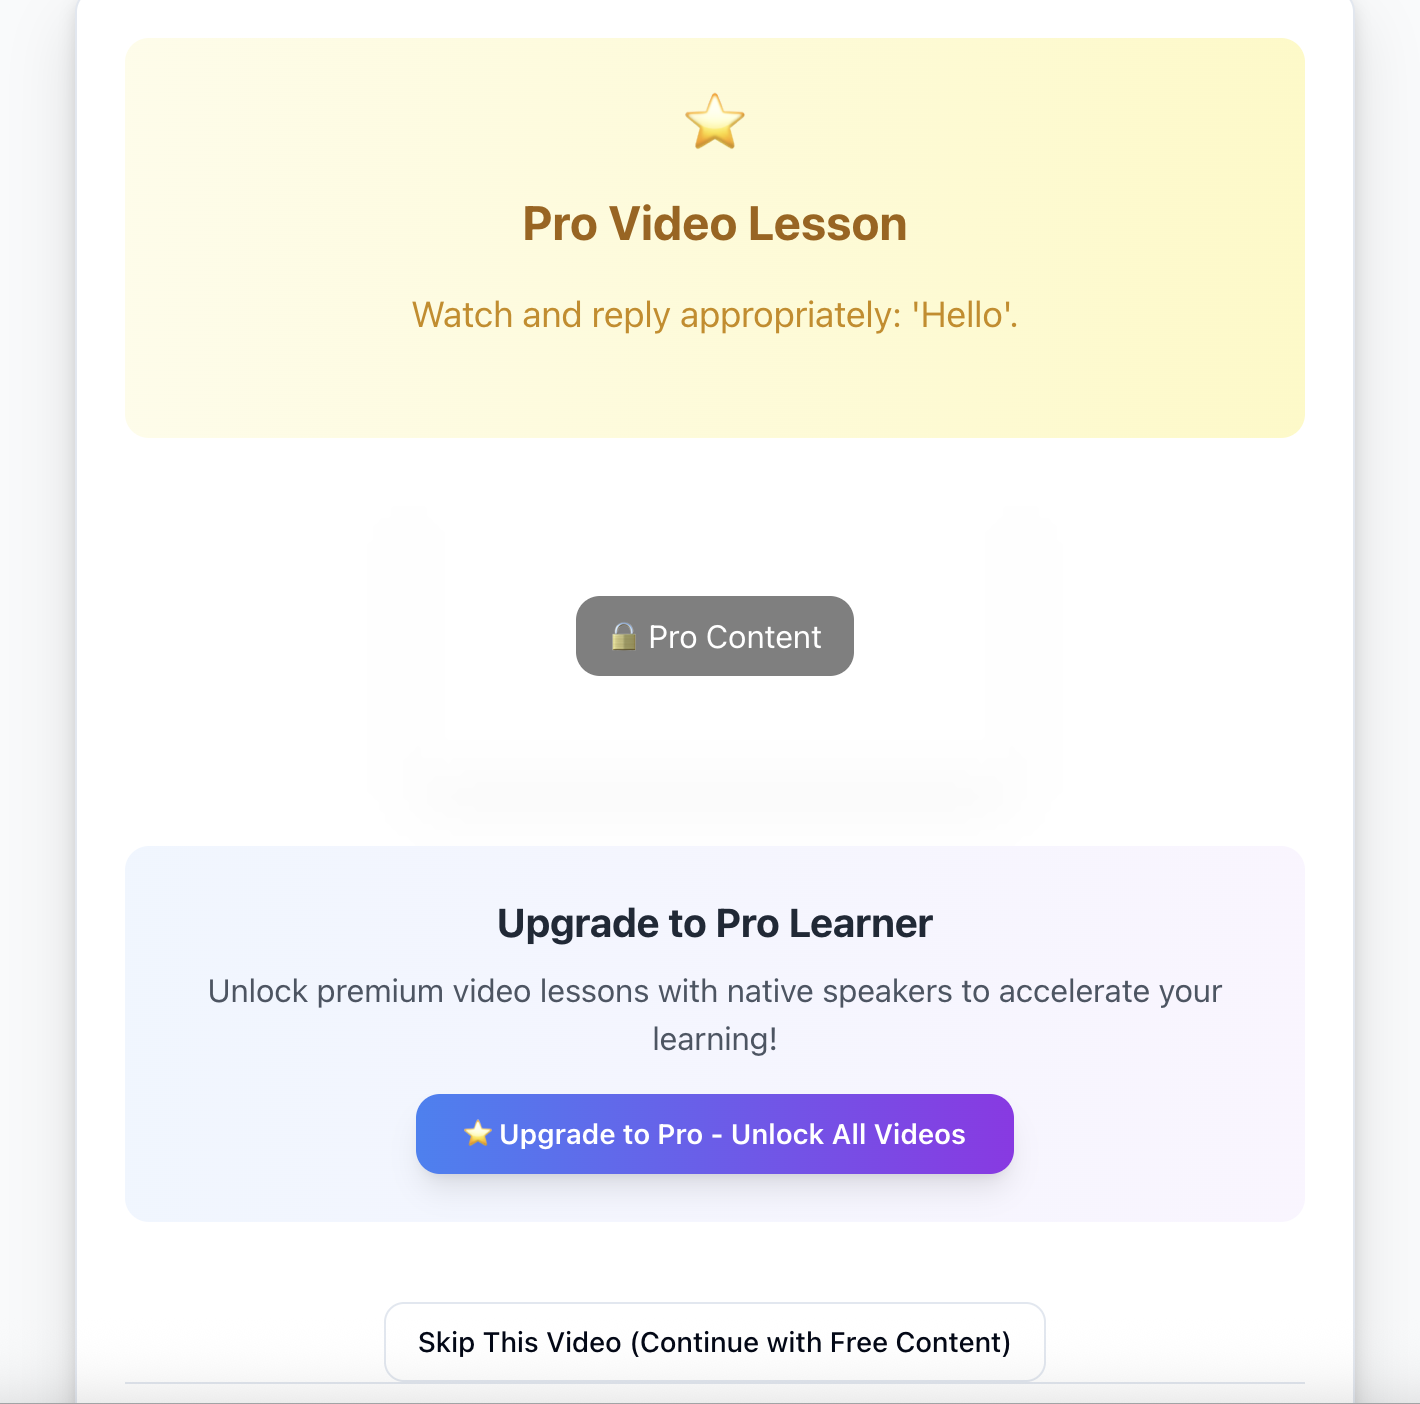 Pro Video Lesson
Watch and reply appropriately: 'Hello'.
Pro Content
Upgrade to Pro Learner
Unlock premium video lessons with native speakers to accelerate your
learning!
Upgrade to Pro - Unlock All Videos
Skip This Video (Continue with Free Content)